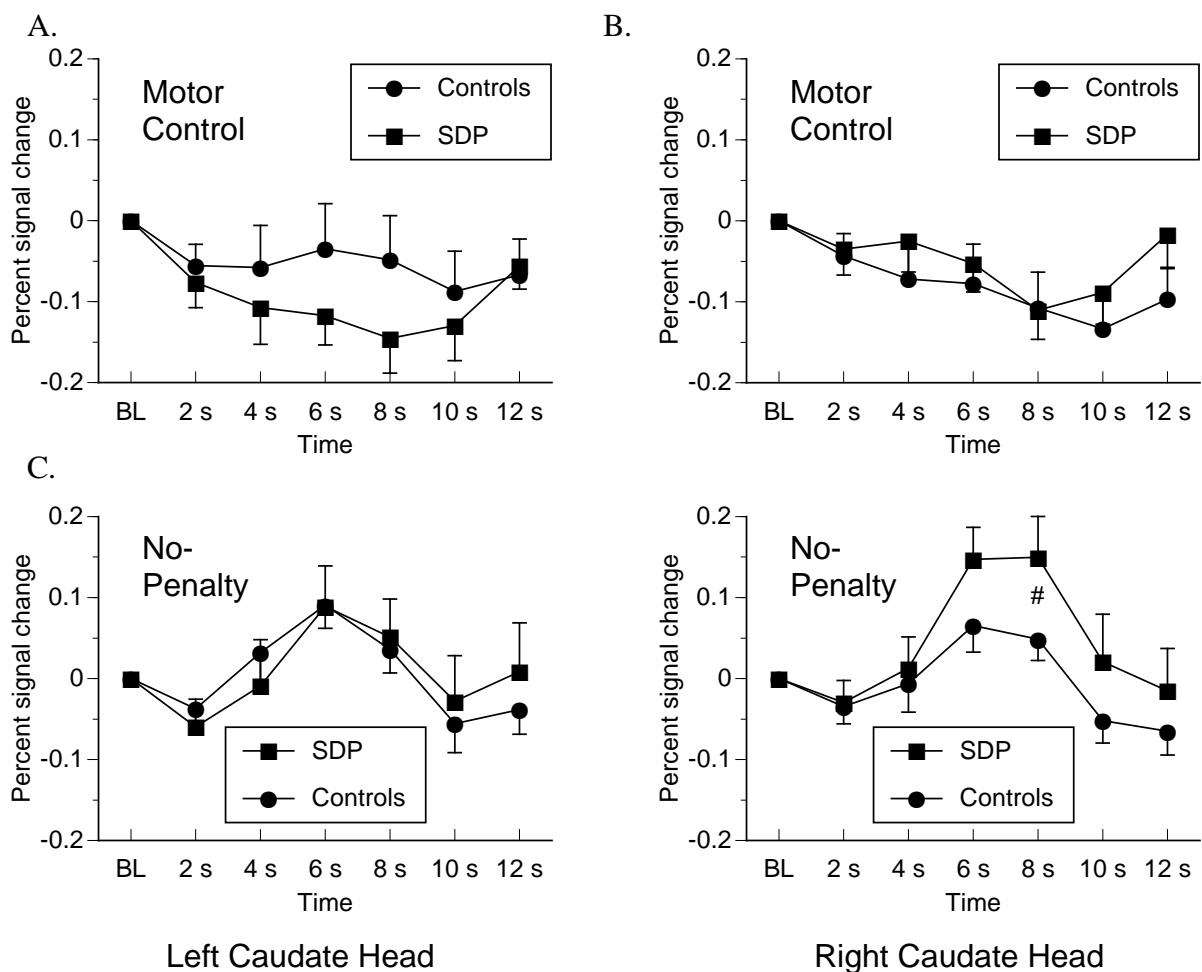 A.
0.2
0.1
0
-0.1
-0.2
Percent signal change
Motor
Control
Controls
SDP
BL 2 s 4 s 6 s 8 s 10 s 12 s
Time
B.
0.2
0.1
0
-0.1
-0.2
Percent signal change
Motor
Control
Controls
SDP
BL 2 s 4 s 6 s 8 s 10 s 12 s
Time
C.
0.2
0.1
0
-0.1
-0.2
Percent signal change
No-
Penalty
SDP
Controls
BL 2 s 4 s 6 s 8 s 10 s 12 s
Time
Left Caudate Head
0.2
0.1
0
-0.1
-0.2
Percent signal change
No-
Penalty
#
SDP
Controls
BL 2 s 4 s 6 s 8 s 10 s 12 s
Time
Right Caudate Head